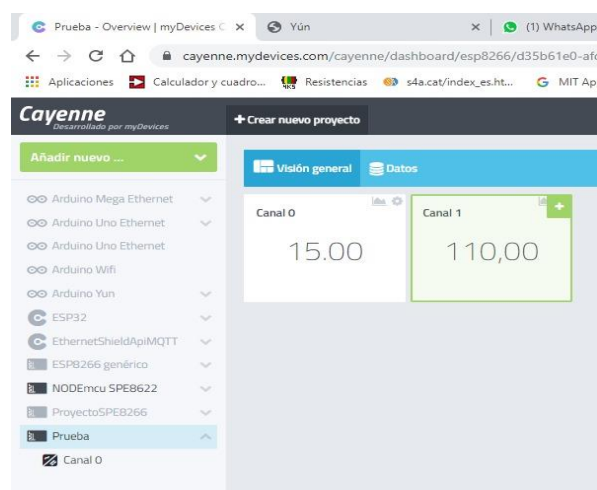 Prueba - Overview | myDevices C
Yún
(1) WhatsApp
cayenne.mydevices.com/cayenne/dashboard/esp8266/d35b61e0-afc
Aplicaciones
Calculador y cuadro...
Resistencias
s4a.cat/index_es.ht...
MIT Ap
Cayenne
Desarrollado por myDevices
+ Crear nuevo proyecto
Añadir nuevo ...
Visión general
Datos
Arduino Mega Ethernet
Arduino Uno Ethernet
Arduino Uno Ethernet
Arduino Wifi
Arduino Yun
ESP32
EthernetShieldApiMQTT
ESP8266 genérico
NODEmcu SPE8622
ProyectoSPE8266
Prueba
Canal 0
Canal 0
15.00
Canal 1
110,00